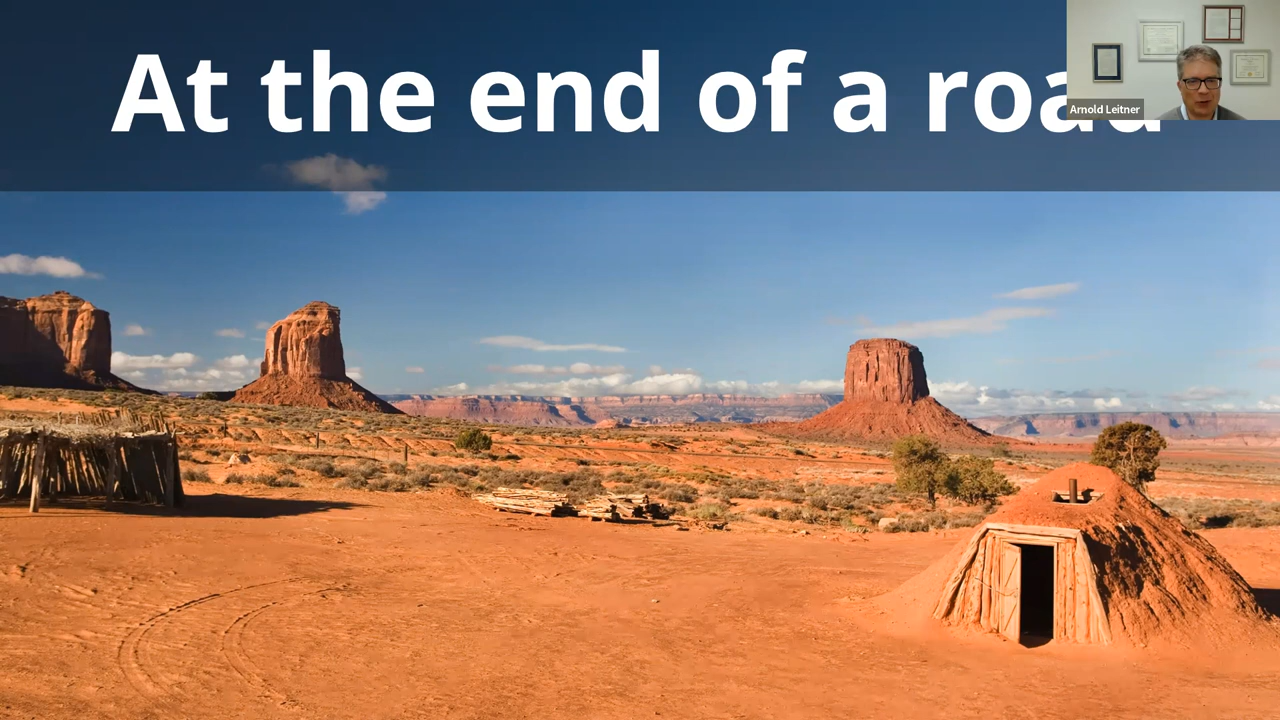 At the end of a road
Arnold Leitner